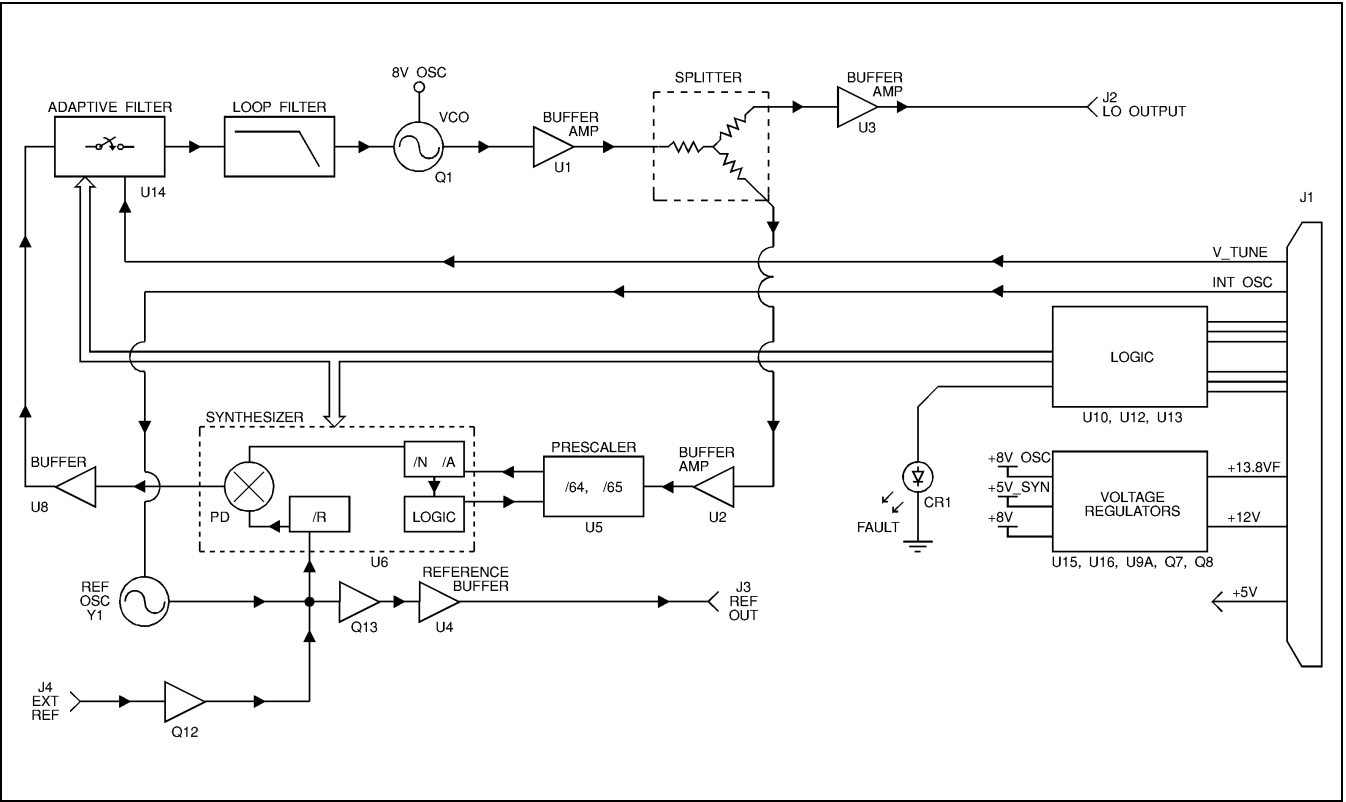 8V OSC
SPLITTER
BUFFER
AMP
ADAPTIVE FILTER
LOOP FILTER
VCO
BUFFER
AMP
J2
LO OUTPUT
U3
U14
Q1
U1
J1
V_TUNE
INT OSC
LOGIC
U10, U12, U13
SYNTHESIZER
BUFFER
U8
PD
/N /A
LOGIC
/R
U6
PRESCALER
/64, /65
U5
BUFFER
AMP
U2
FAULT
CR1
+8V_OSC
+5V_SYN
+8V
VOLTAGE
REGULATORS
+13.8VF
+12V
U15, U16, U9A, Q7, Q8
+5V
REF
OSC
Y1
Q13
REFERENCE
BUFFER
U4
J3
REF
OUT
J4
EXT
REF
Q12